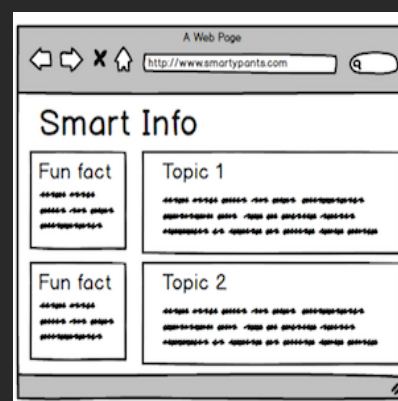 A Web Page
http://www.smartypants.com
Smart Info
Fun fact
Topic 1
Fun fact
Topic 2